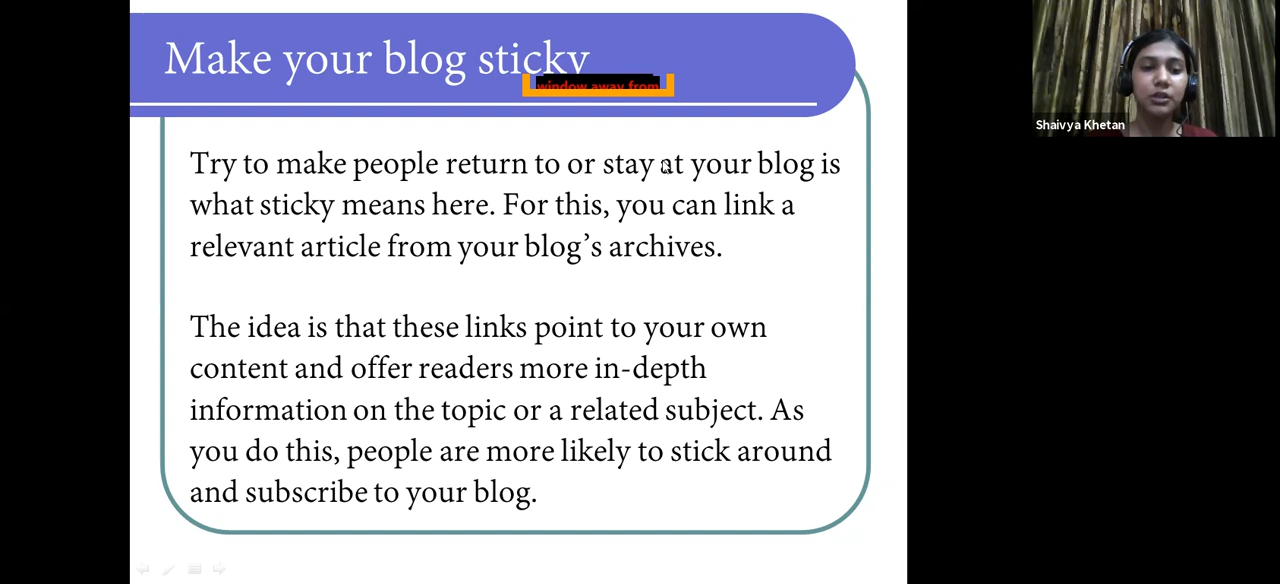 Make your blog sticky
window away from
Try to make people return to or stay at your blog is
what sticky means here. For this, you can link a
relevant article from your blog’s archives.
The idea is that these links point to your own
content and offer readers more in-depth
information on the topic or a related subject. As
you do this, people are more likely to stick around
and subscribe to your blog.
Shaivya Khetan